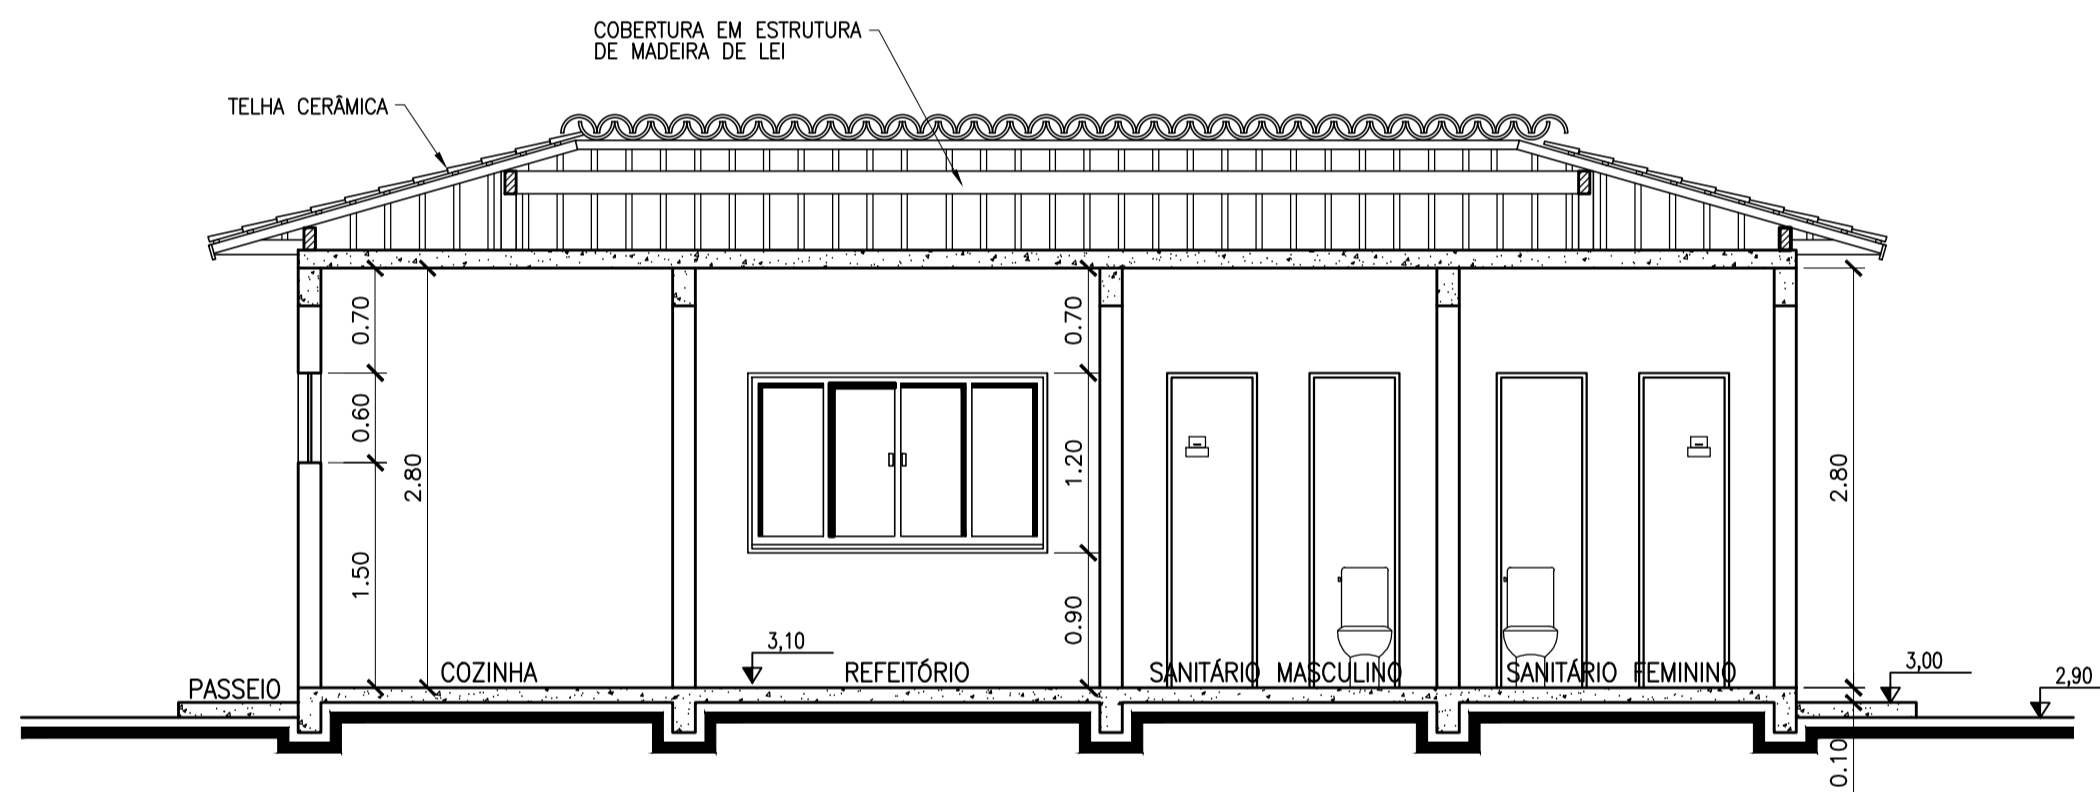 COBERTURA EM ESTRUTURA
DE MADEIRA DE LEI
TELHA CERÂMICA
0.70
0.60
1.50
2.80
0.70
1.20
0.90
2.80
0.10
3,10
3,00
2,90
PASSEIO
COZINHA
REFEITÓRIO
SANITÁRIO MASCULINO
SANITÁRIO FEMININO